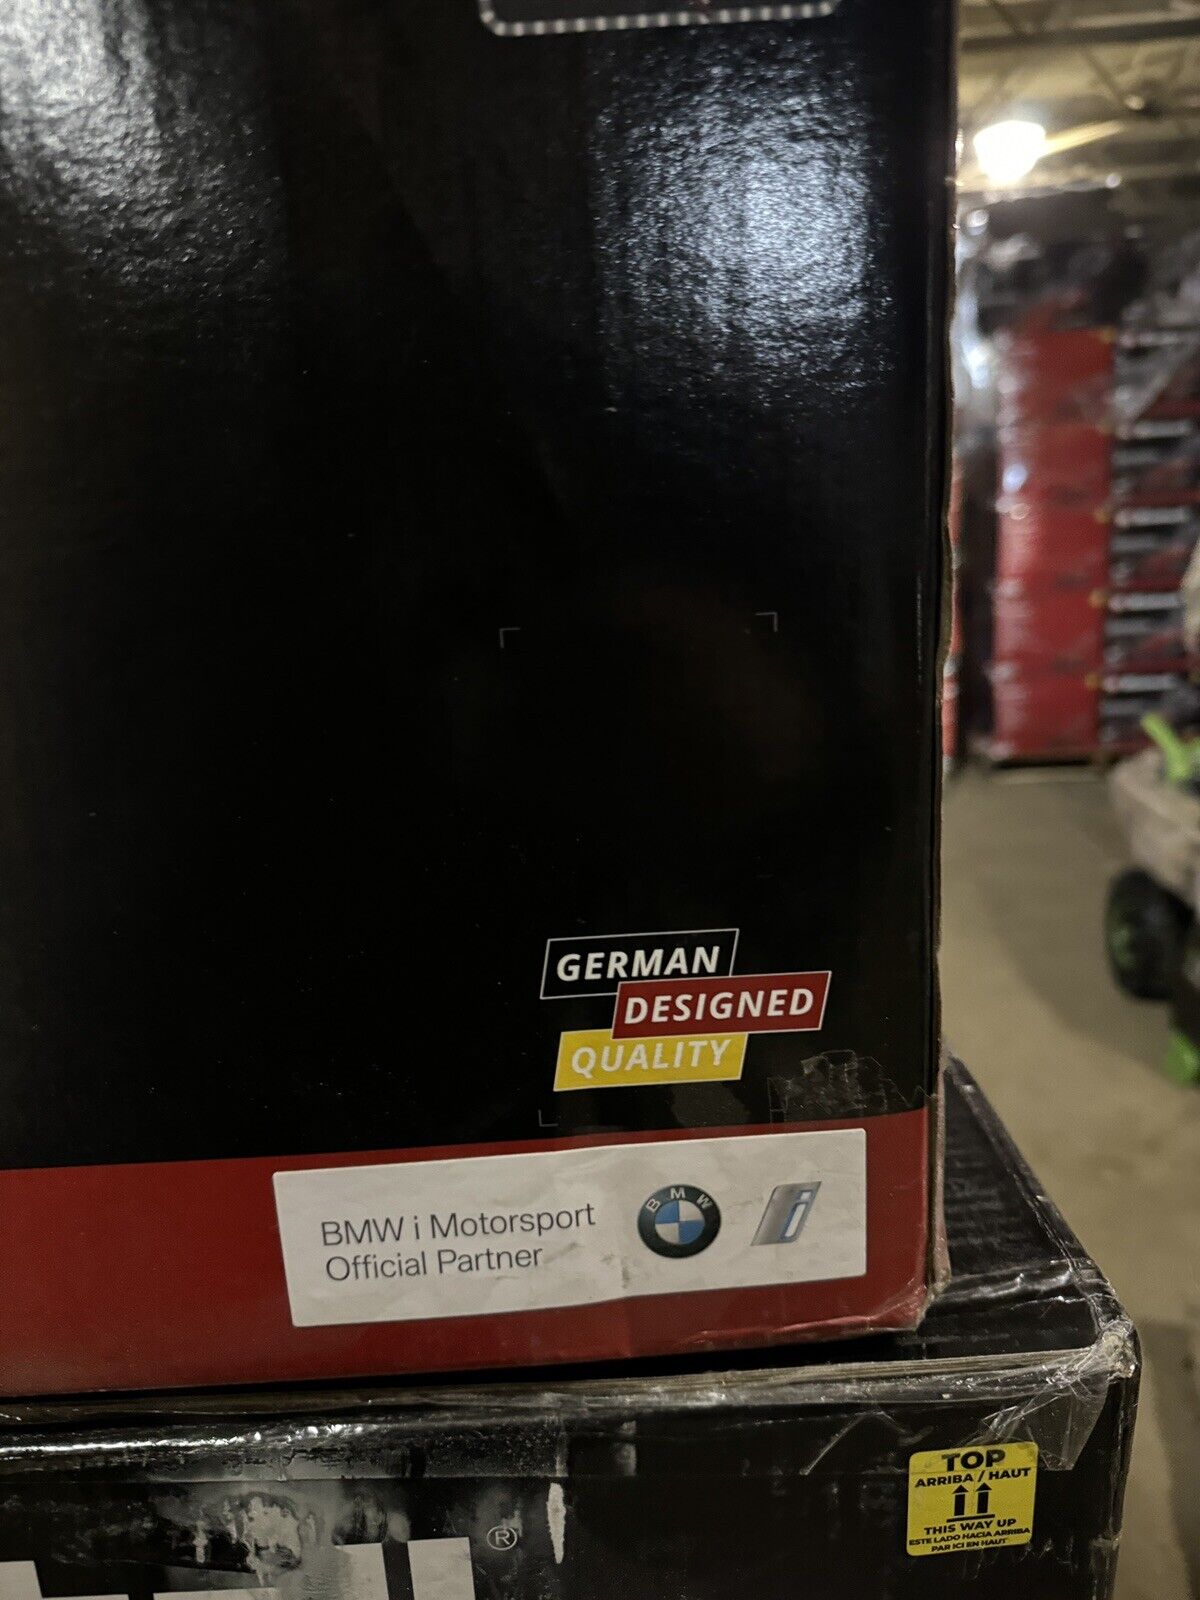 GERMAN
DESIGNED
QUALITY
BMW i Motorsport
Official Partner
BMW
i
TOP
ARRIBA / HAUT
THIS WAY UP
ESTE LADO HACIA ARRIBA
PAR ICI EN HAUT
®